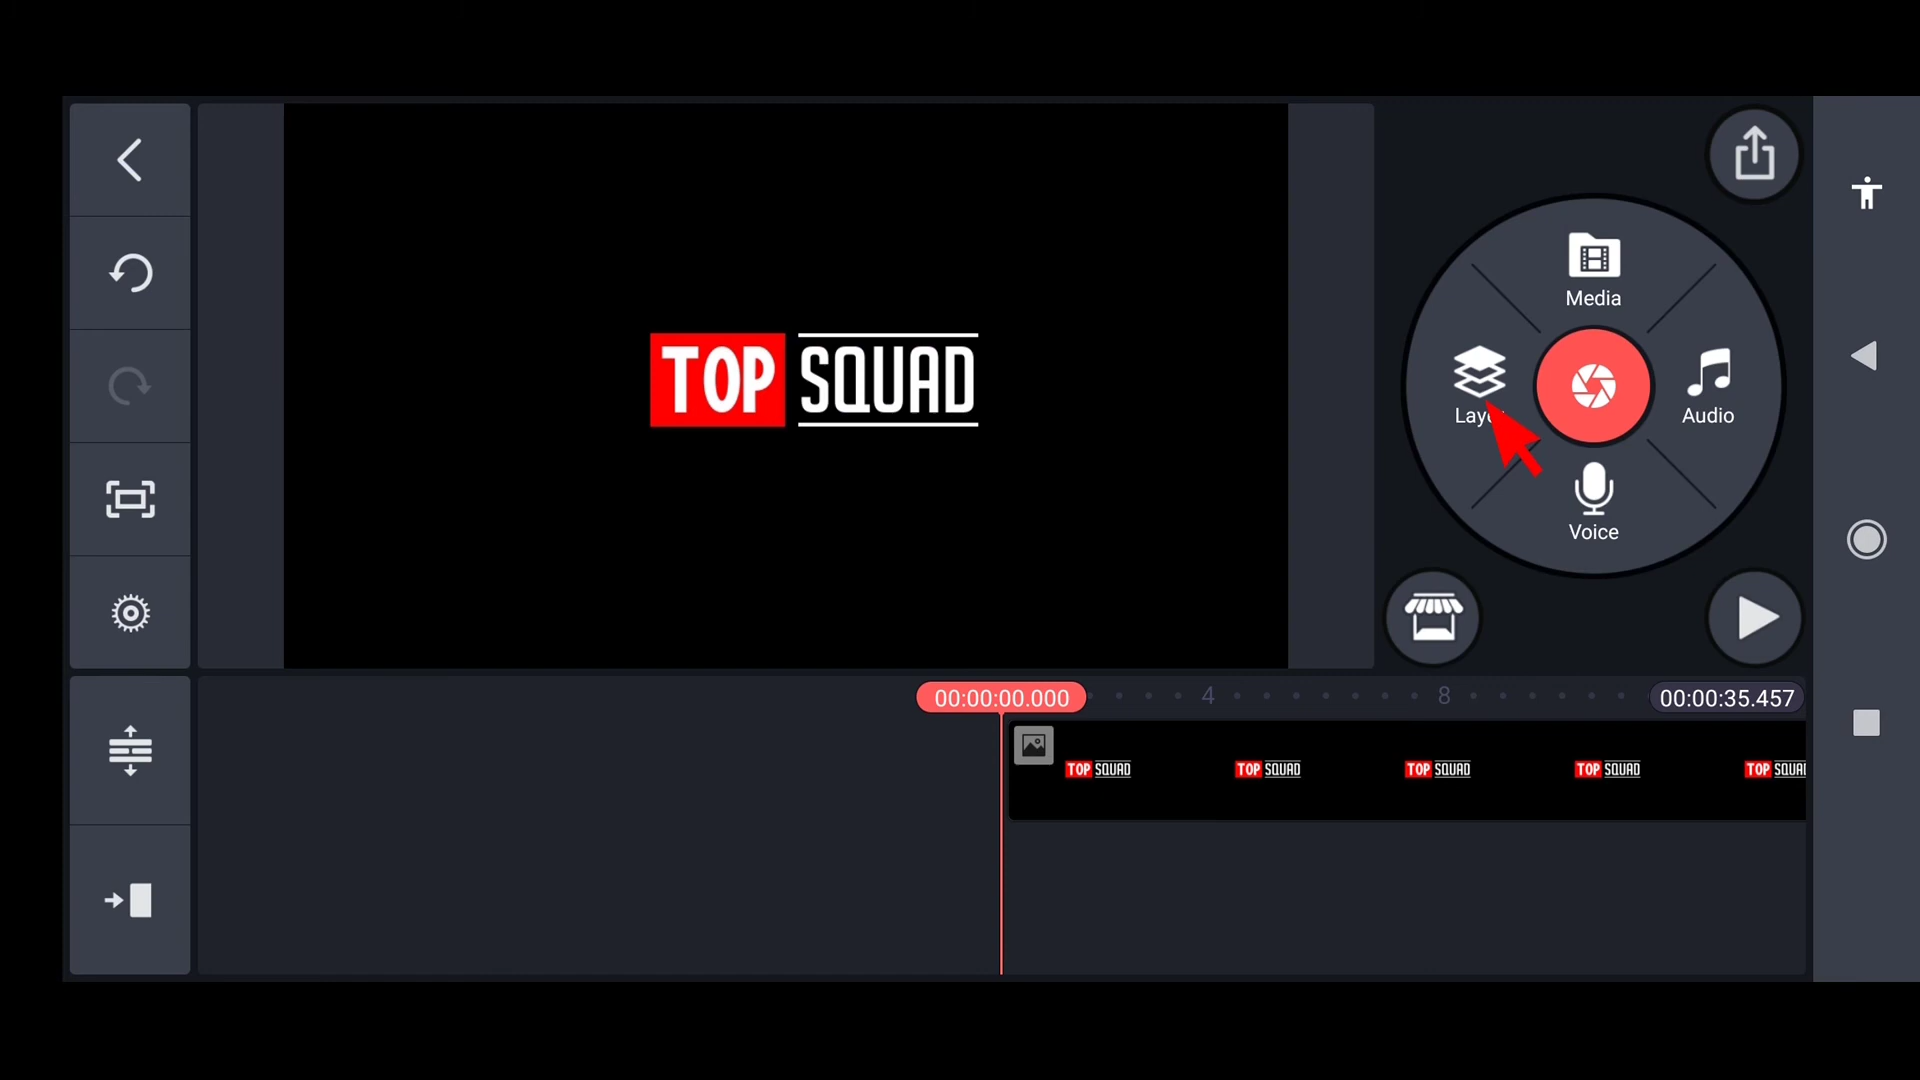 Media
TOP SQUAD
Layer
Audio
Voice
00:00:00.000
4
8
00:00:35.457
TOP SQUAD
TOP SQUAD
TOP SQUAD
TOP SQUAD
TOP SQUA